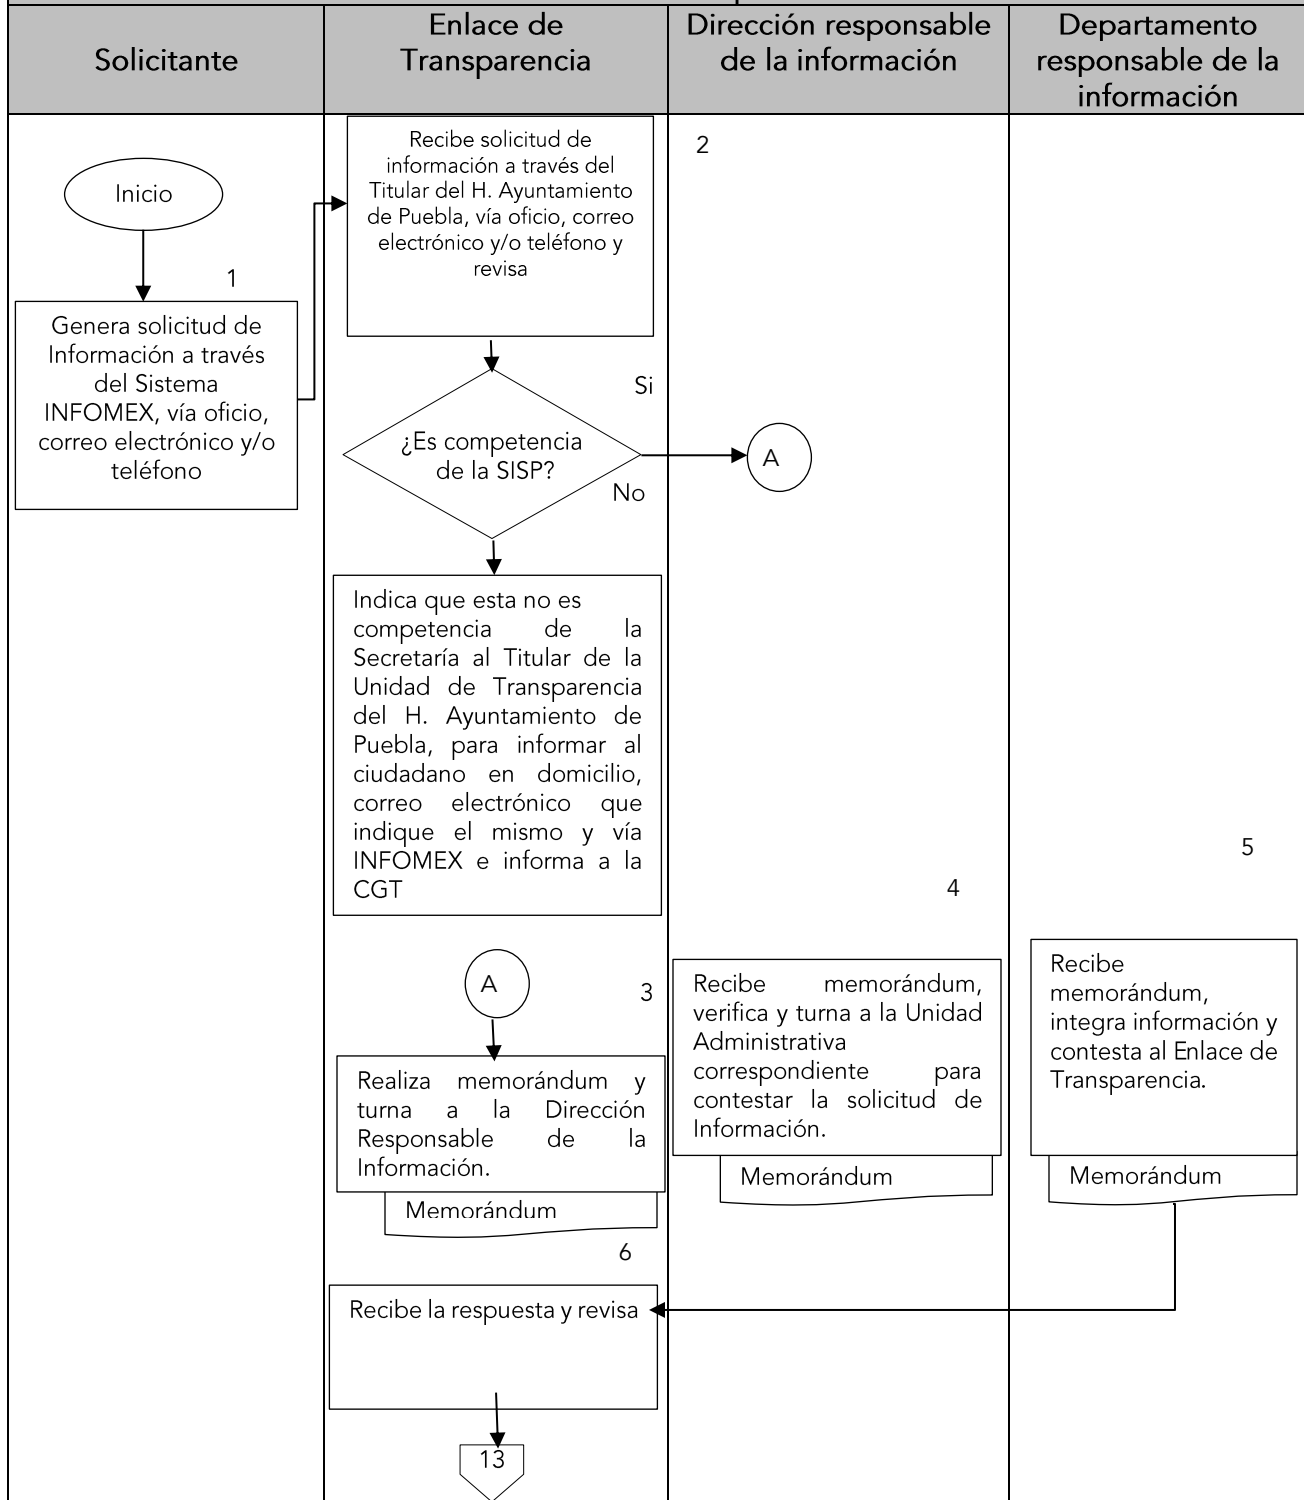 Solicitante
Enlace de
Transparencia
Dirección responsable
de la información
Departamento
responsable de la
información
Inicio
1
Genera solicitud de
Información a través
del Sistema
INFOMEX, vía oficio,
correo electrónico y/o
teléfono
Recibe solicitud de
información a través del
Titular del H. Ayuntamiento
de Puebla, vía oficio, correo
electrónico y/o teléfono y
revisa
2
Si
¿Es competencia
de la SISP?
No
A
Indica que esta no es
competencia de la
Secretaría al Titular de la
Unidad de Transparencia
del H. Ayuntamiento de
Puebla, para informar al
ciudadano en domicilio,
correo electrónico que
indique el mismo y vía
INFOMEX e informa a la
CGT
A
3
Realiza memorándum y
turna a la Dirección
Responsable de la
Información.
Memorándum
4
Recibe memorándum,
verifica y turna a la Unidad
Administrativa
correspondiente para
contestar la solicitud de
Información.
Memorándum
5
Recibe
memorándum,
integra información y
contesta al Enlace de
Transparencia.
Memorándum
6
Recibe la respuesta y revisa
13